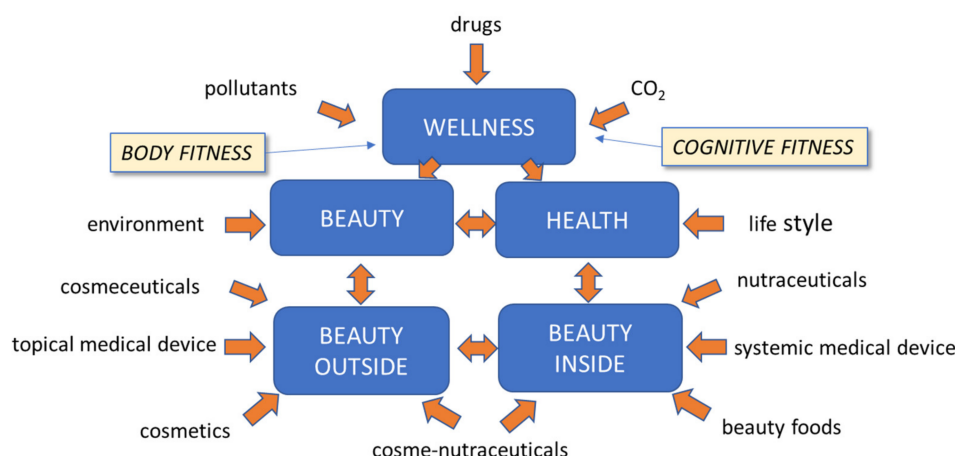 drugs
pollutants
CO₂
WELLNESS
BODY FITNESS
COGNITIVE FITNESS
environment
BEAUTY
HEALTH
life style
cosmeceuticals
nutraceuticals
topical medical device
BEAUTY
OUTSIDE
BEAUTY
INSIDE
systemic medical device
cosmetics
cosme-nutraceuticals
beauty foods